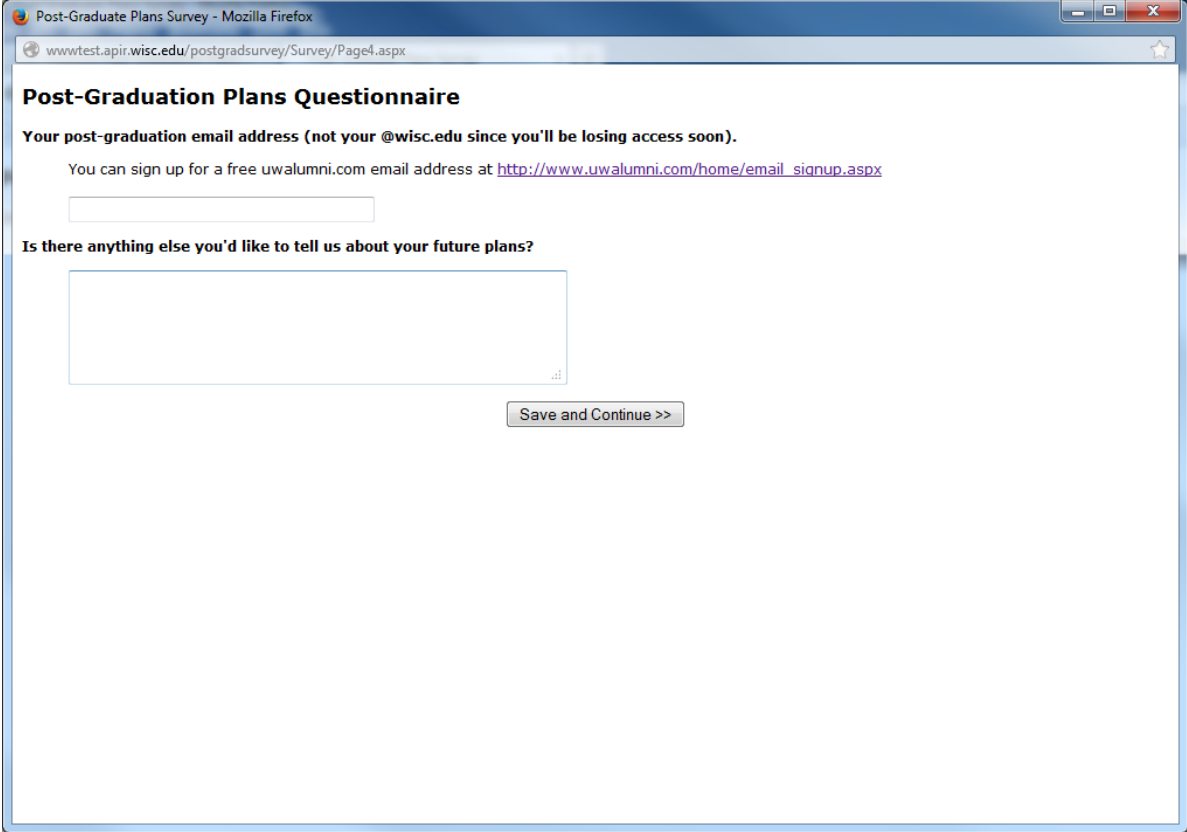 Post-Graduate Plans Survey - Mozilla Firefox
wwwtest.apir.wisc.edu/postgradsurvey/Survey/Page4.aspx
Post-Graduation Plans Questionnaire
Your post-graduation email address (not your @wisc.edu since you'll be losing access soon).
You can sign up for a free uwalumni.com email address at http://www.uwalumni.com/home/email_signup.aspx
Is there anything else you'd like to tell us about your future plans?
Save and Continue >>